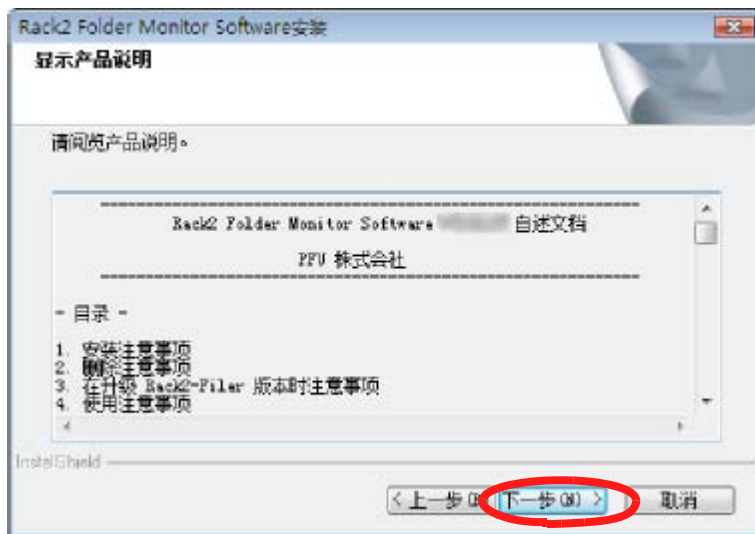 Rack2 Folder Monitor Software安装
显示产品说明
请阅览产品说明。
Rack2 Folder Monitor Software 自述文档
PFU 株式会社
- 目录 -
1. 安装注意事项
2. 删除注意事项
3. 在升级 Rack2-Filer 版本时注意事项
4. 使用注意事项
InstallShield
< 上一步(B) 下一步(N) > 取消